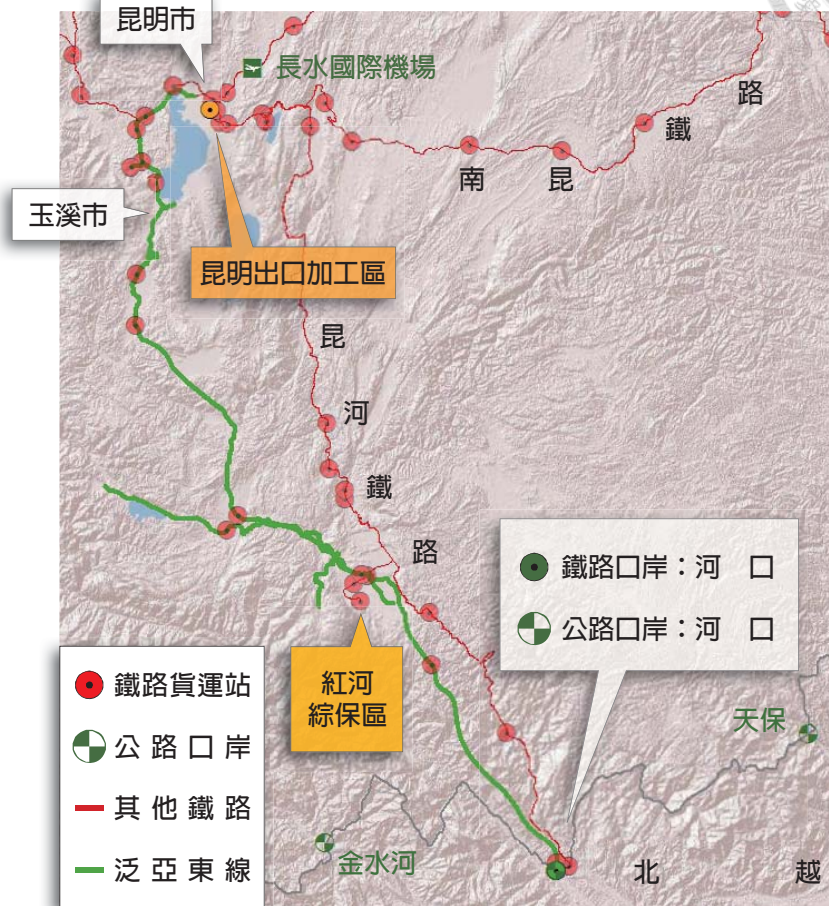 昆明市
長水國際機場
路
鐵
南 昆
玉溪市
昆明出口加工區
昆
河
鐵
路
鐵路口岸：河 口
公路口岸：河 口
紅河
綜保區
鐵路貨運站
公路口岸
其他鐵路
泛亞東線
天保
金水河
北 越